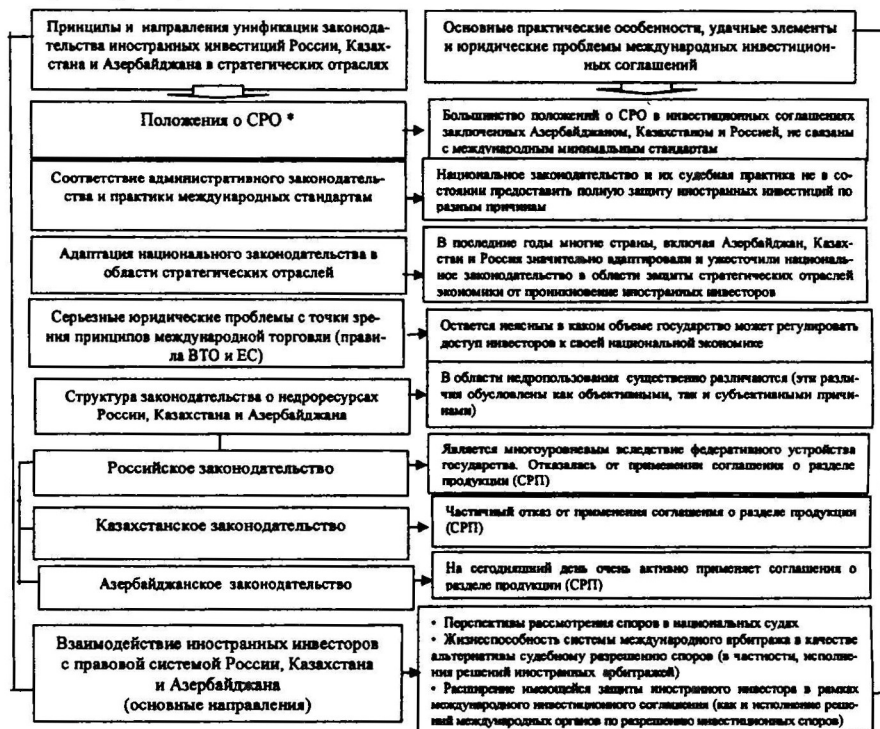 Принципы и направления унификации законода-
тельства иностранных инвестиций России, Казах-
стана и Азербайджана в стратегических отраслях
Основные практические особенности, удачные элементы
и юридические проблемы международных инвестицион-
ных соглашений
Положения о СРО *
Большинство положений о СРО в инвестиционных соглашениях
заключенных Азербайджаном, Казахстаном и Россией, не связаны
с международным минимальным стандартам
Соответствие административного законодатель-
ства и практики международных стандартам
Национальное законодательство и их судебная практика не в со-
стоянии предоставить полную защиту иностранных инвестиций по
разным причинам
Адаптация национального законодательства в
области стратегических отраслей
В последние годы многие страны, включая Азербайджан, Казах-
стан и Россия значительно адаптировали и ужесточили националь-
ное законодательство в области защиты стратегических отраслей
экономики от проникновение иностранных инвесторов
Серьезные юридические проблемы с точки зре-
ния принципов международной торговли (прави-
ла ВТО и ЕС)
Остается неясным в каком объеме государство может регулировать
доступ инвесторов к своей национальной экономике
Структура законодательства о недроресурсах
России, Казахстана и Азербайджана
В области недропользования существенно различаются (эти разли-
чия обусловлены как объективными, так и субъективными причи-
нами)
Российское законодательство
Является многоуровневым вследствие федеративного устройства
государства. Отказалась от применения соглашения о разделе
продукции (СРП)
Казахстанское законодательство
Частичный отказ от применения соглашения о разделе продукции
(СРП)
Азербайджанское законодательство
На сегодняшний день очень активно применяет соглашения о
разделе продукции (СРП)
Взаимодействие иностранных инвесторов
с правовой системой России, Казахстана
и Азербайджана
(основные направления)
• Перспективы рассмотрения споров в национальных судах
• Жизнеспособность системы международного арбитража в качестве
альтернативы судебному разрешению споров (в частности, исполне-
ния решений иностранных арбитражей)
• Расширение имеющейся защиты иностранного инвестора в рамках
международного инвестиционного соглашения (как и исполнение реше-
ний международных органов по разрешению инвестиционных споров)